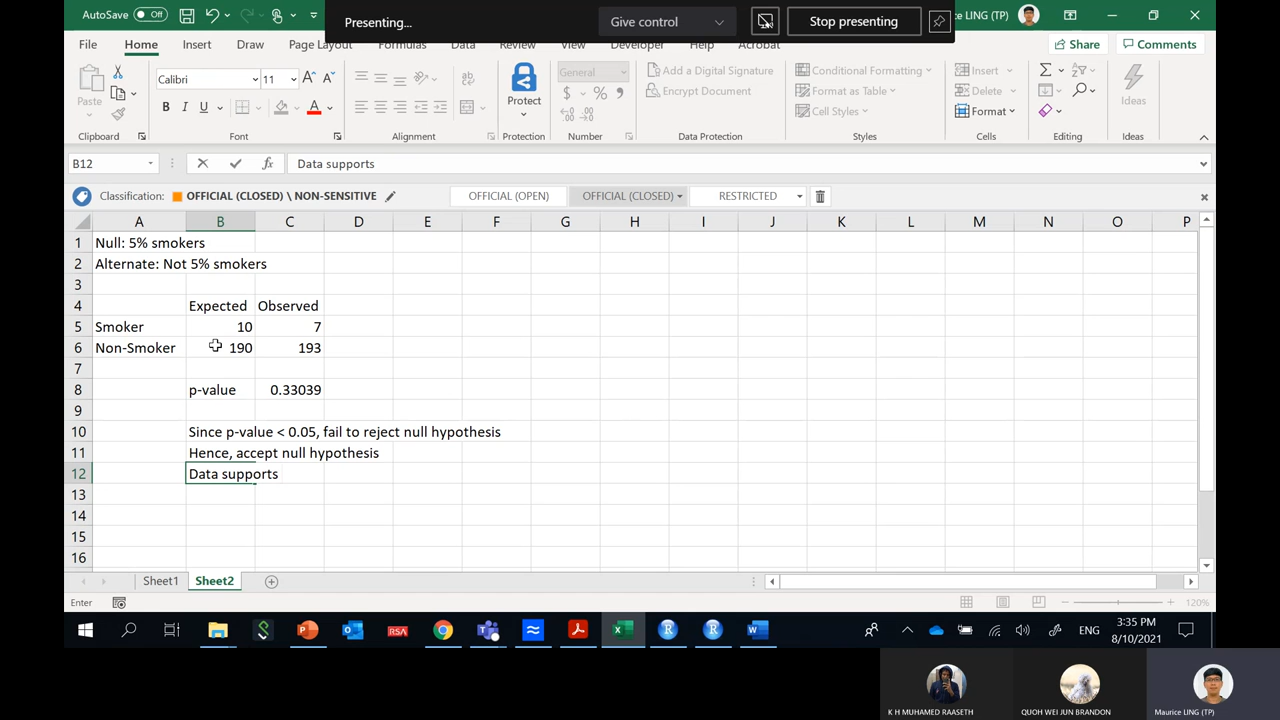 AutoSave Off
Presenting...
Give control
Stop presenting
ice LING (TP)
File Home Insert Page Layout Formulas Data Review View Developer Help Acrobat
Share
Comments
Paste
Clipboard
Calibri 11
B I U A
Font
Alignment
Protect
Protection
General
$ % 
Number
Add a Digital Signature
Encrypt Document
Data Protection
Conditional Formatting
Format as Table
Cell Styles
Styles
Insert
Delete
Format
Cells
Editing
Ideas
Ideas
B12 fx Data supports
Classification: OFFICIAL (CLOSED) \ NON-SENSITIVE OFFICIAL (OPEN) OFFICIAL (CLOSED) RESTRICTED
A B C D E F G H I J K L M N O P
1 Null: 5% smokers
2 Alternate: Not 5% smokers
3
4 Expected Observed
5 Smoker 10 7
6 Non-Smoker 190 193
7
8 p-value 0.33039
9
10 Since p-value < 0.05, fail to reject null hypothesis
11 Hence, accept null hypothesis
12 Data supports
13
14
15
16
Sheet1 Sheet2
Enter 120%
RSA
ENG
3:35 PM
8/10/2021
K H MUHAMED RAASETH
QUOH WEI JUN BRANDON
Maurice LING (TP)